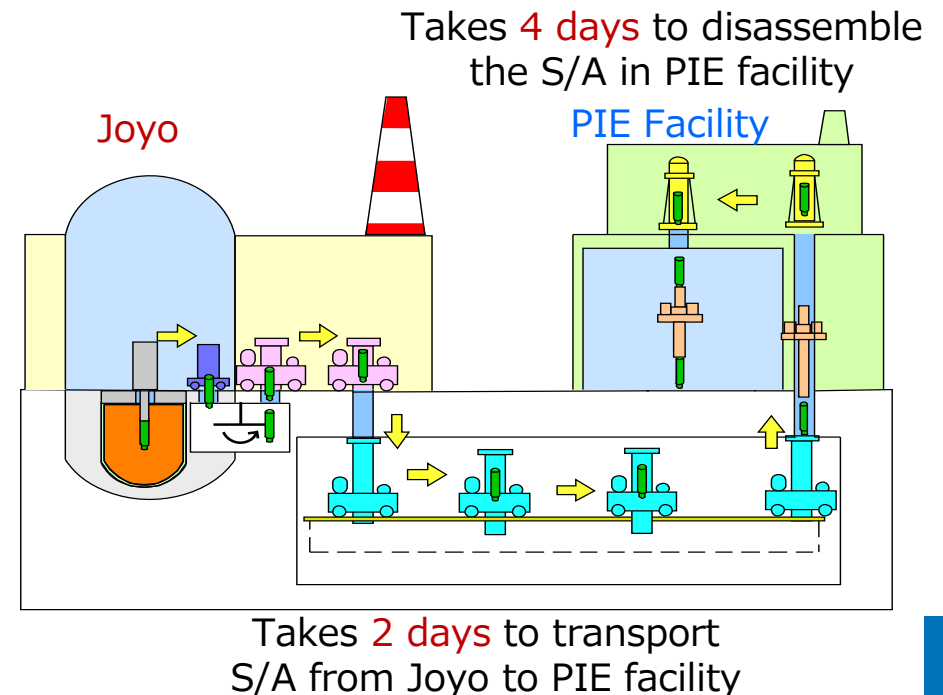 Takes 4 days to disassemble
the S/A in PIE facility
Joyo
PIE Facility
Takes 2 days to transport
S/A from Joyo to PIE facility